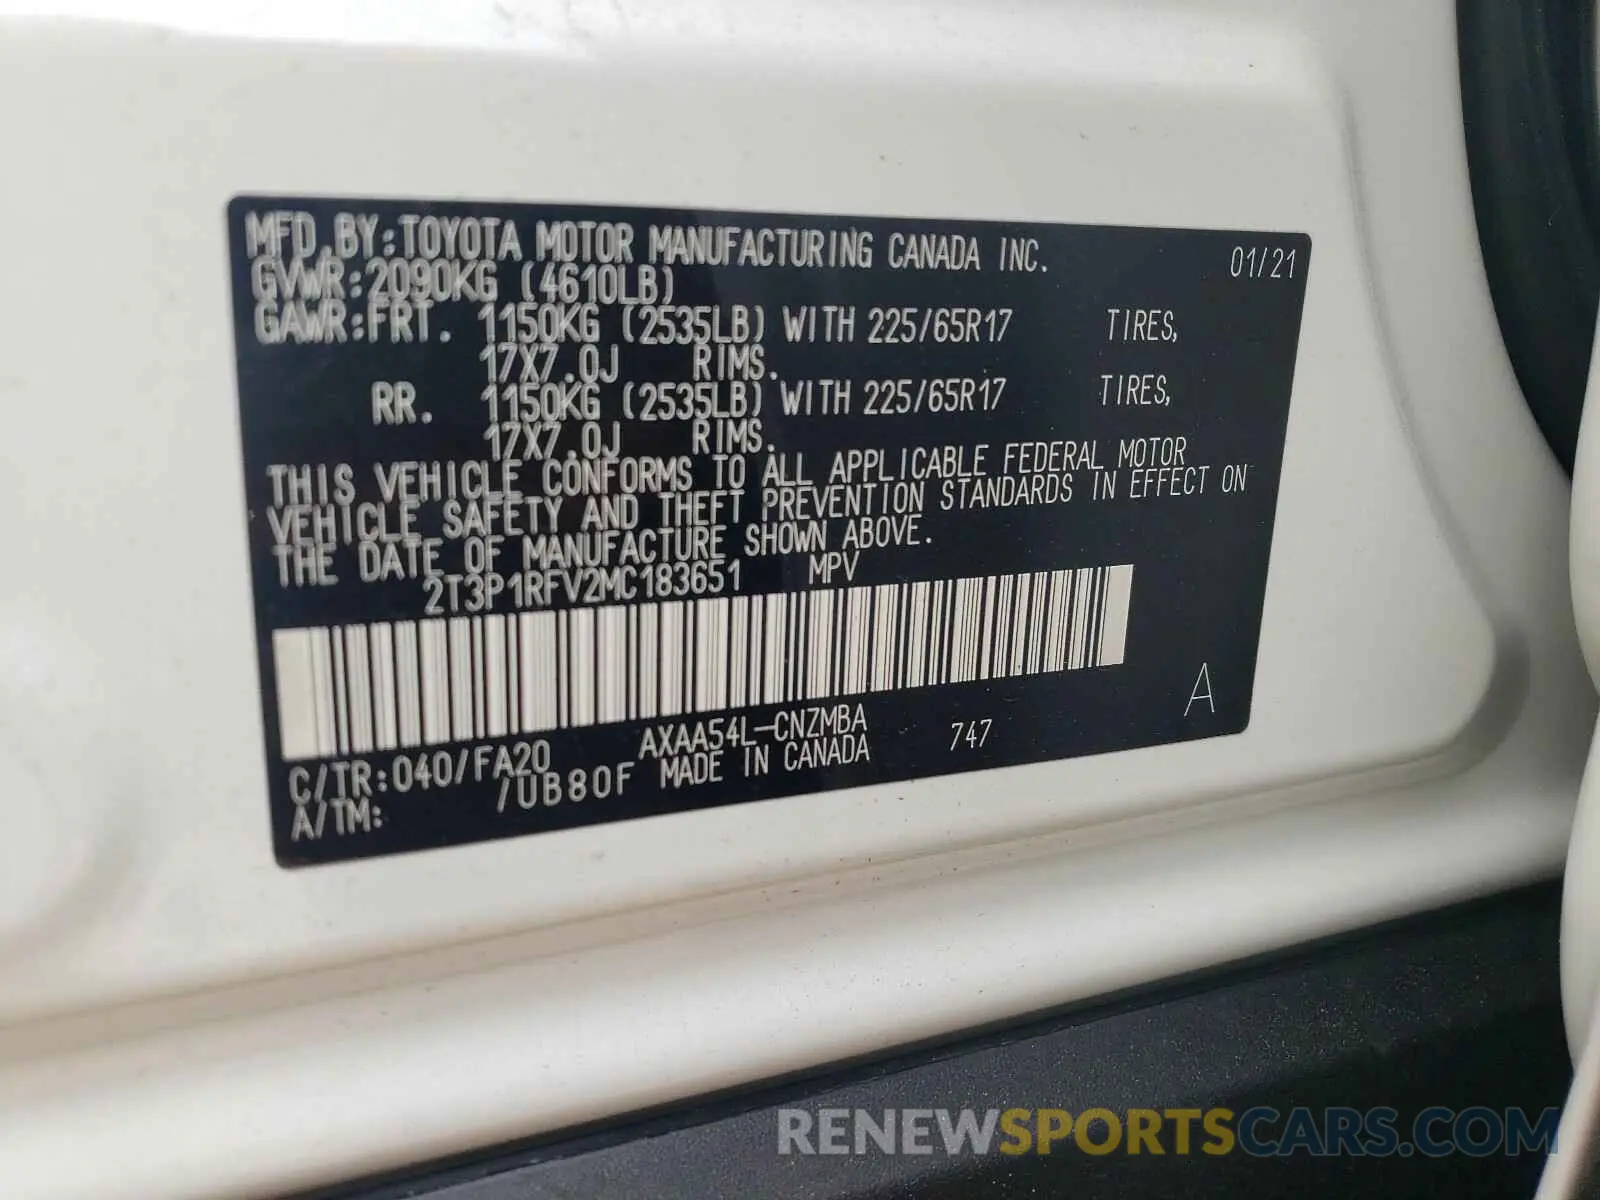 MFD.BY:TOYOTA MOTOR MANUFACTURING CANADA INC. 01/21
GVWR:2090KG (4610LB)
GAWR:FRT. 1150KG (2535LB) WITH 225/65R17 TIRES,
17X7.0J RIMS.
RR. 1150KG (2535LB) WITH 225/65R17 TIRES,
17X7.0J RIMS.
THIS VEHICLE CONFORMS TO ALL APPLICABLE FEDERAL MOTOR
VEHICLE SAFETY AND THEFT PREVENTION STANDARDS IN EFFECT ON
THE DATE OF MANUFACTURE SHOWN ABOVE.
2T3P1RFV2MC183651 MPV
A
C/TR:040/FA20 AXAA54L-CNZMBA 747
A/TM: /UB80F MADE IN CANADA
RENEWSPORTSCARS.COM